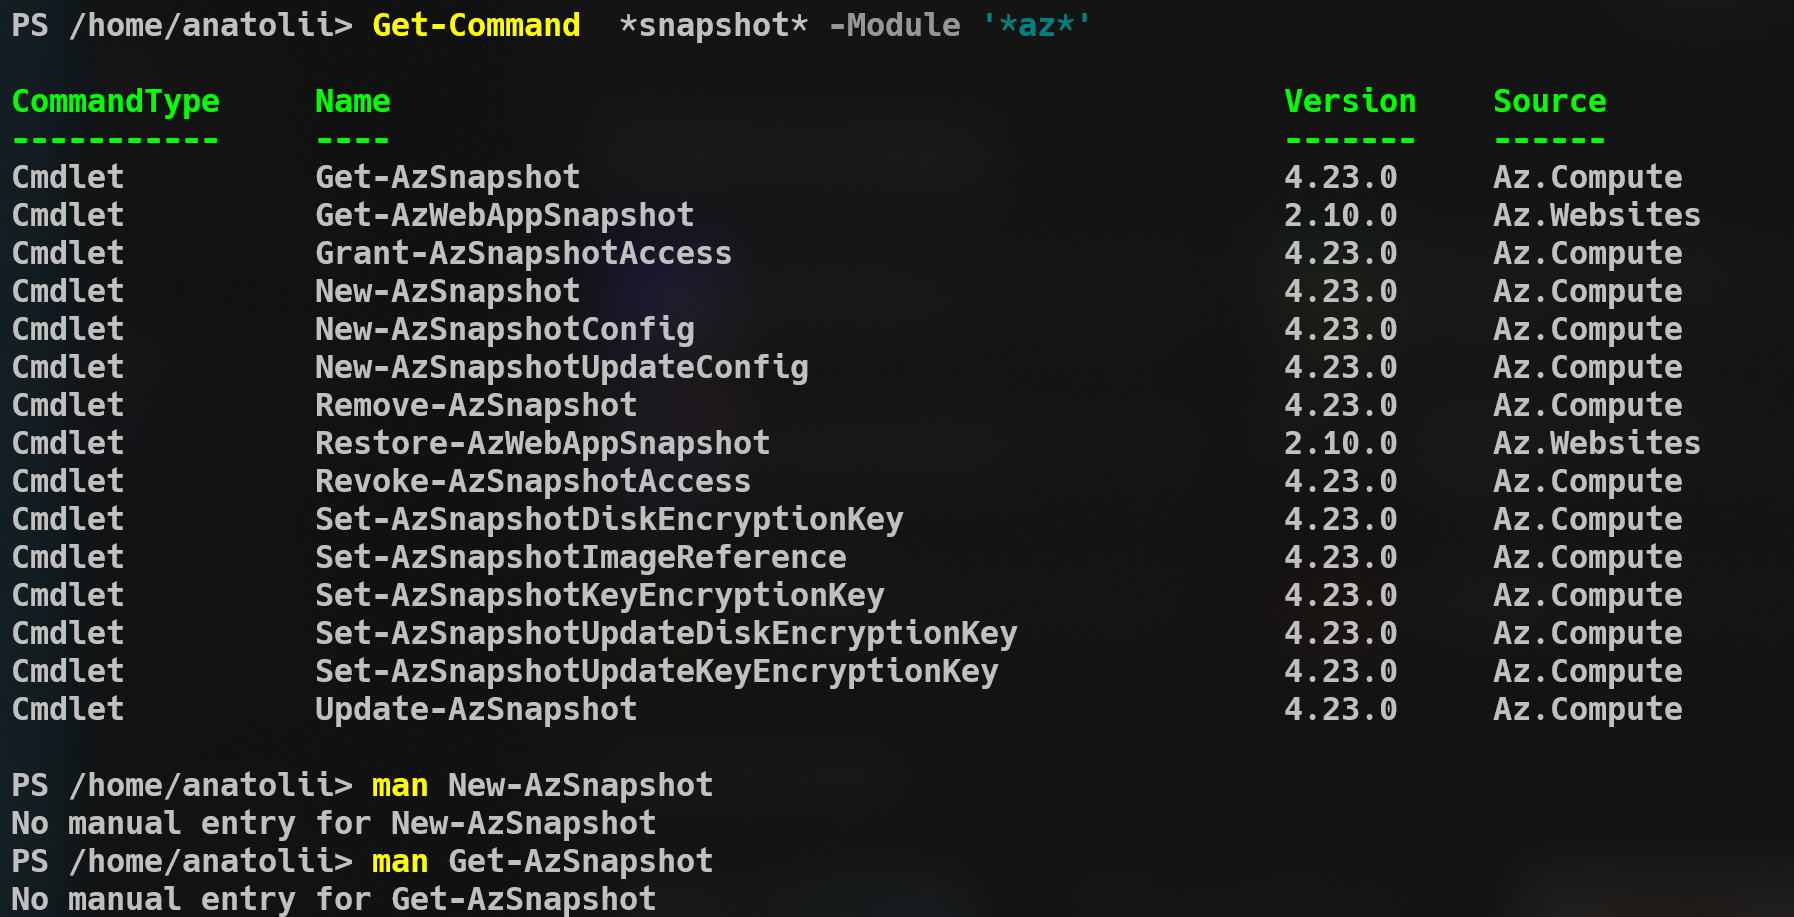 PS /home/anatolii> Get-Command  *snapshot* -Module '*az*'
CommandType     Name                                               Version    Source
-----------     ----                                               -------    ------
Cmdlet          Get-AzSnapshot                                     4.23.0     Az.Compute
Cmdlet          Get-AzWebAppSnapshot                               2.10.0     Az.Websites
Cmdlet          Grant-AzSnapshotAccess                             4.23.0     Az.Compute
Cmdlet          New-AzSnapshot                                     4.23.0     Az.Compute
Cmdlet          New-AzSnapshotConfig                               4.23.0     Az.Compute
Cmdlet          New-AzSnapshotUpdateConfig                         4.23.0     Az.Compute
Cmdlet          Remove-AzSnapshot                                  4.23.0     Az.Compute
Cmdlet          Restore-AzWebAppSnapshot                           2.10.0     Az.Websites
Cmdlet          Revoke-AzSnapshotAccess                            4.23.0     Az.Compute
Cmdlet          Set-AzSnapshotDiskEncryptionKey                    4.23.0     Az.Compute
Cmdlet          Set-AzSnapshotImageReference                       4.23.0     Az.Compute
Cmdlet          Set-AzSnapshotKeyEncryptionKey                     4.23.0     Az.Compute
Cmdlet          Set-AzSnapshotUpdateDiskEncryptionKey              4.23.0     Az.Compute
Cmdlet          Set-AzSnapshotUpdateKeyEncryptionKey               4.23.0     Az.Compute
Cmdlet          Update-AzSnapshot                                  4.23.0     Az.Compute
PS /home/anatolii> man New-AzSnapshot
No manual entry for New-AzSnapshot
PS /home/anatolii> man Get-AzSnapshot
No manual entry for Get-AzSnapshot